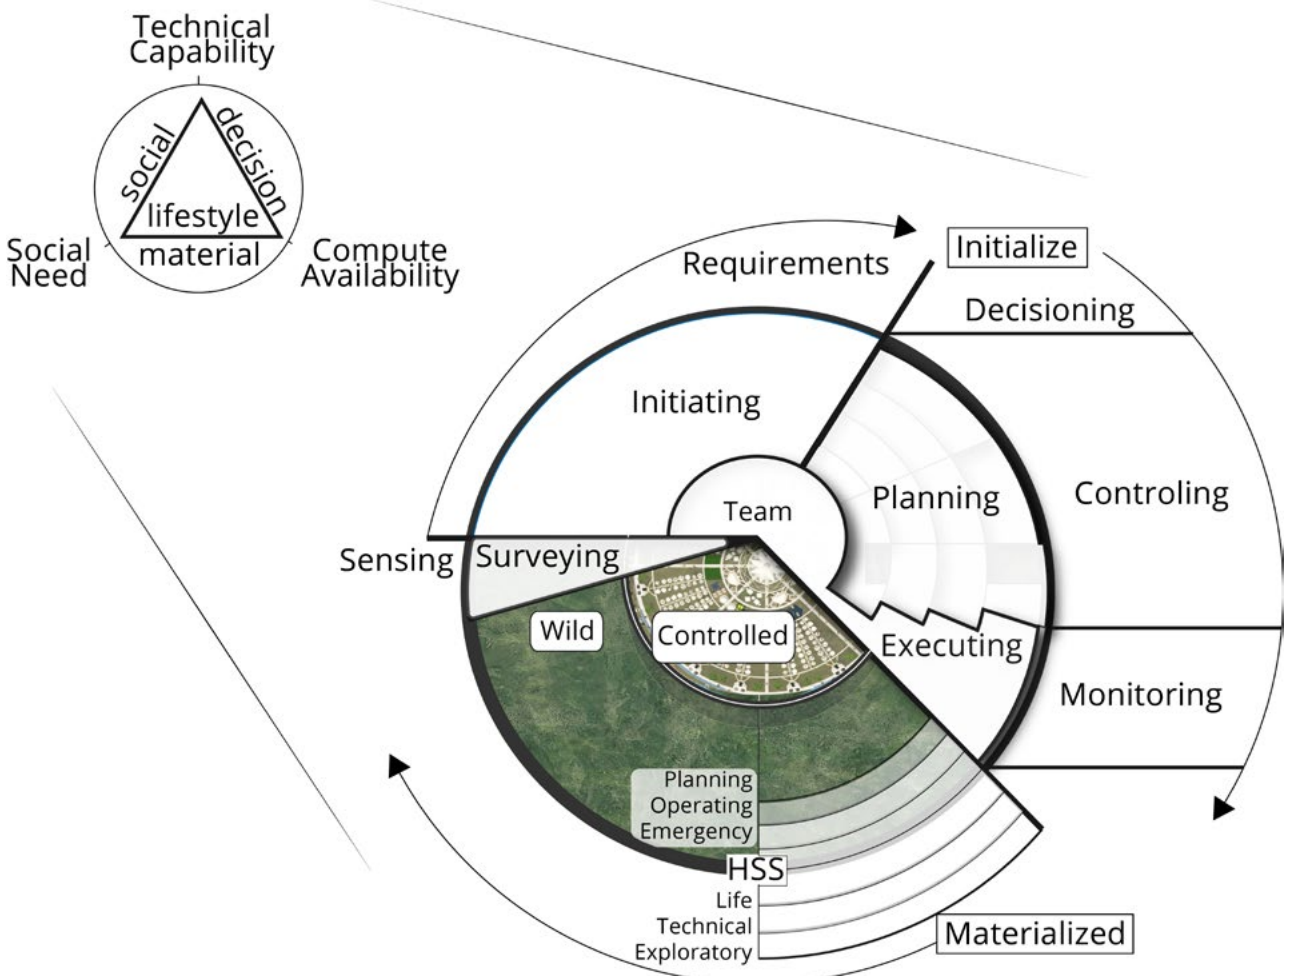 Technical
Capability
social
decision
lifestyle
material
Social
Need
Compute
Availability
Requirements
Initialize
Decisioning
Initiating
Planning
Controling
Team
Sensing
Surveying
Wild
Controlled
Executing
Monitoring
Planning
Operating
Emergency
HSS
Life
Technical
Exploratory
Materialized